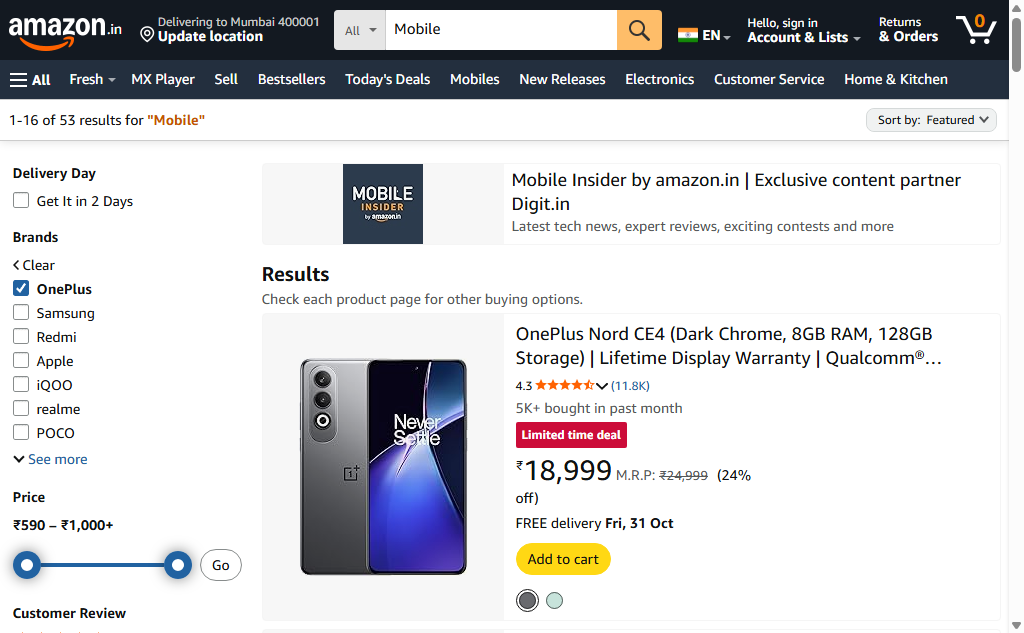 amazon.in
Delivering to Mumbai 400001
Update location
All
Mobile
EN
Hello, sign in
Account & Lists
Returns
& Orders
0
All
Fresh
MX Player
Sell
Bestsellers
Today's Deals
Mobiles
New Releases
Electronics
Customer Service
Home & Kitchen
1-16 of 53 results for "Mobile"
Sort by: Featured
Delivery Day
Get It in 2 Days
Brands
Clear
OnePlus
Samsung
Redmi
Apple
iQOO
realme
POCO
See more
Price
₹590 – ₹1,000+
Go
Customer Review
MOBILE
INSIDER
by amazon.in
Mobile Insider by amazon.in | Exclusive content partner
Digit.in
Latest tech news, expert reviews, exciting contests and more
Results
Check each product page for other buying options.
Never
Settle
OnePlus Nord CE4 (Dark Chrome, 8GB RAM, 128GB
Storage) | Lifetime Display Warranty | Qualcomm®…
4.3 (11.8K)
5K+ bought in past month
Limited time deal
₹18,999 M.R.P: ₹24,999 (24%
off)
FREE delivery Fri, 31 Oct
Add to cart